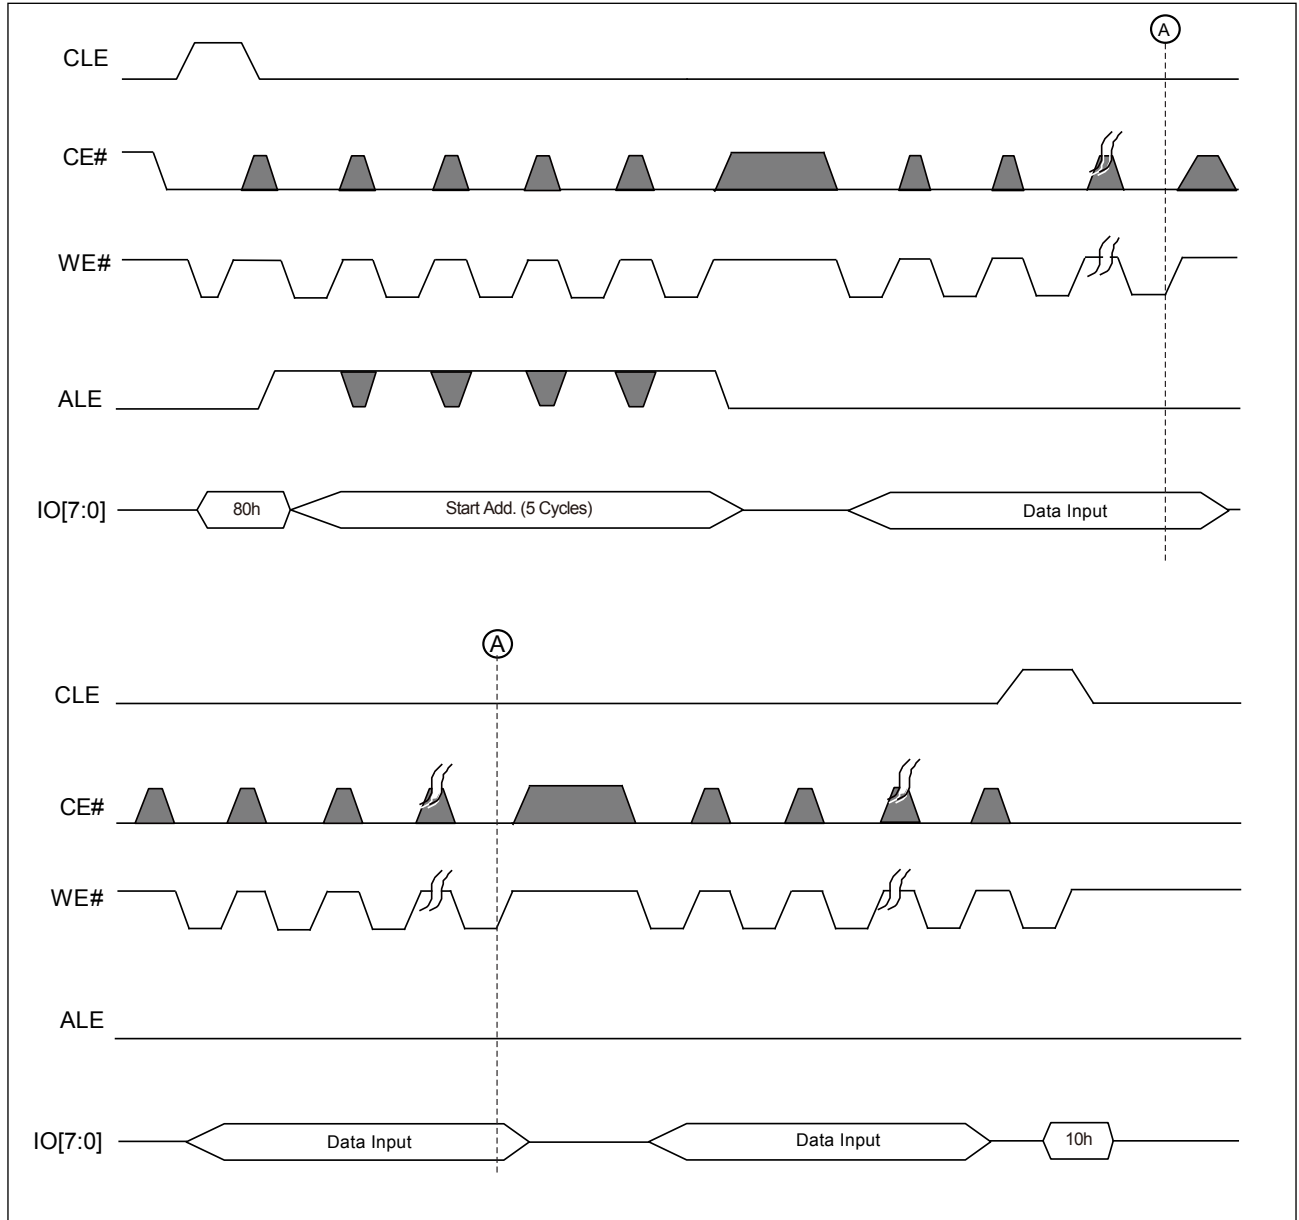 A
CLE
CE#
WE#
ALE
IO[7:0] 80h Start Add. (5 Cycles) Data Input
A
CLE
CE#
WE#
ALE
IO[7:0] Data Input Data Input 10h